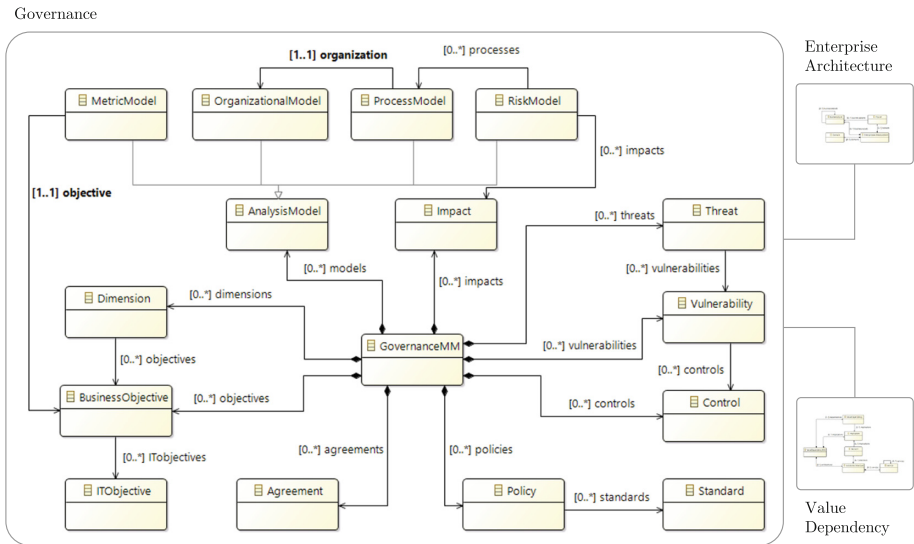 Governance
Enterprise
Architecture
[1..1] organization
[0..*] processes
MetricModel
OrganizationalModel
ProcessModel
RiskModel
[0..*] impacts
[1..1] objective
AnalysisModel
Impact
[0..*] threats
Threat
[0..*] models
[0..*] impacts
[0..*] vulnerabilities
Dimension
[0..*] dimensions
Vulnerability
GovernanceMM
[0..*] vulnerabilities
[0..*] objectives
[0..*] controls
BusinessObjective
[0..*] objectives
[0..*] controls
Control
[0..*] ITobjectives
[0..*] agreements
[0..*] policies
ITObjective
Agreement
Policy
[0..*] standards
Standard
Value
Dependency